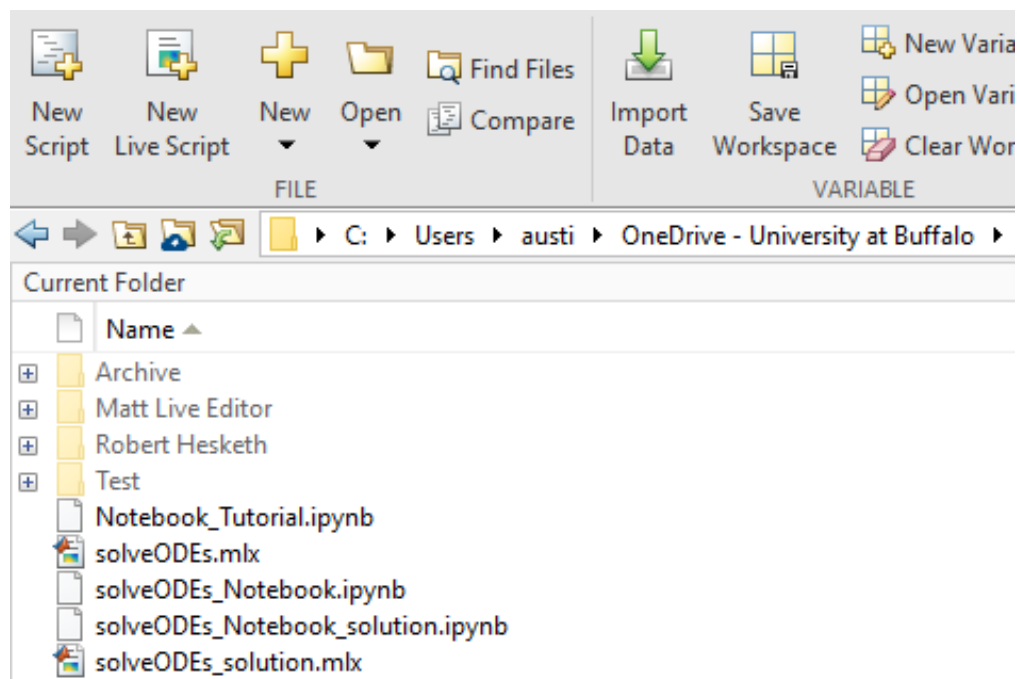 New Script
New Live Script
New
Open
Find Files
Compare
FILE
Import Data
Save Workspace
New Varia
Open Vari
Clear Wor
VARIABLE
C: Users austi OneDrive - University at Buffalo
Current Folder
Name
Archive
Matt Live Editor
Robert Hesketh
Test
Notebook_Tutorial.ipynb
solveODEs.mlx
solveODEs_Notebook.ipynb
solveODEs_Notebook_solution.ipynb
solveODEs_solution.mlx